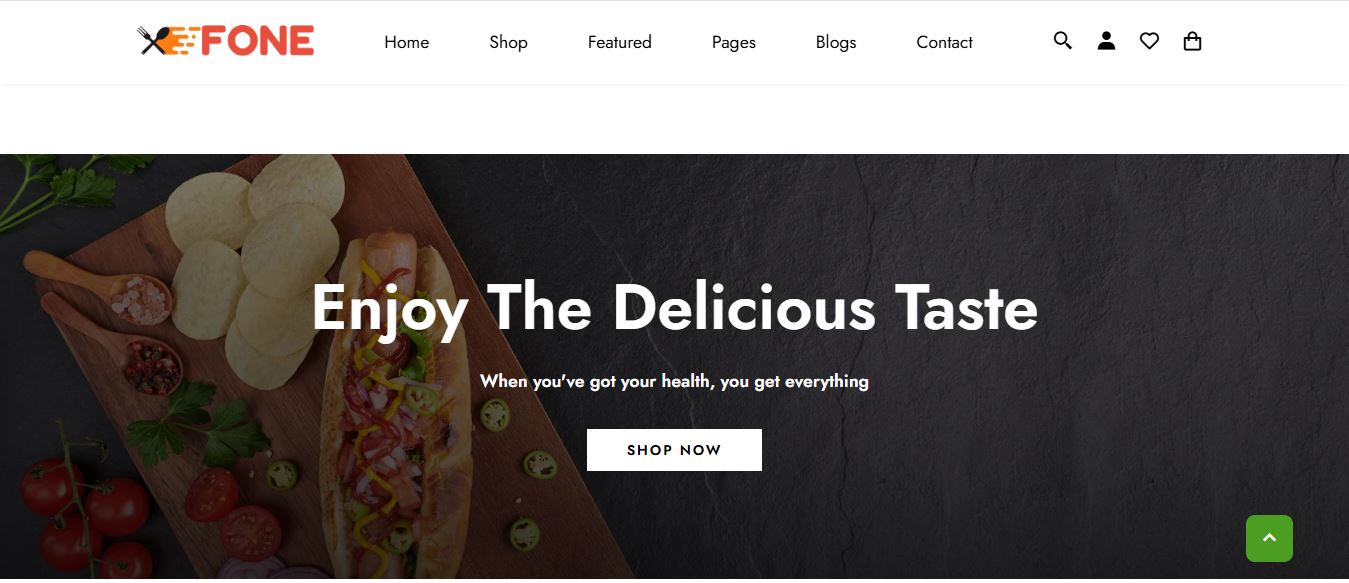 FONE
Home
Shop
Featured
Pages
Blogs
Contact
Enjoy The Delicious Taste
When you've got your health, you get everything
SHOP NOW